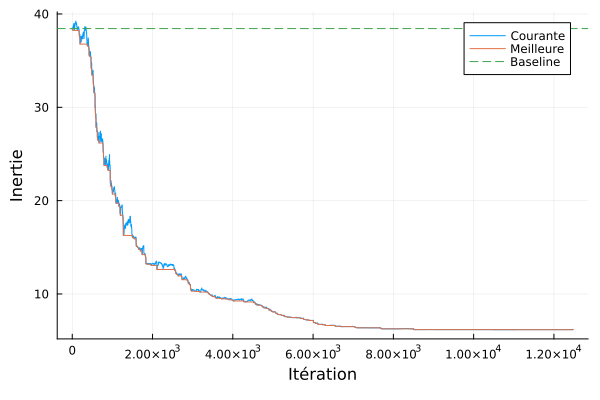 40
30
20
10
Inertie
Courante
Meilleure
Baseline
0
2.00×10³
4.00×10³
6.00×10³
8.00×10³
1.00×10⁴
1.20×10⁴
Itération